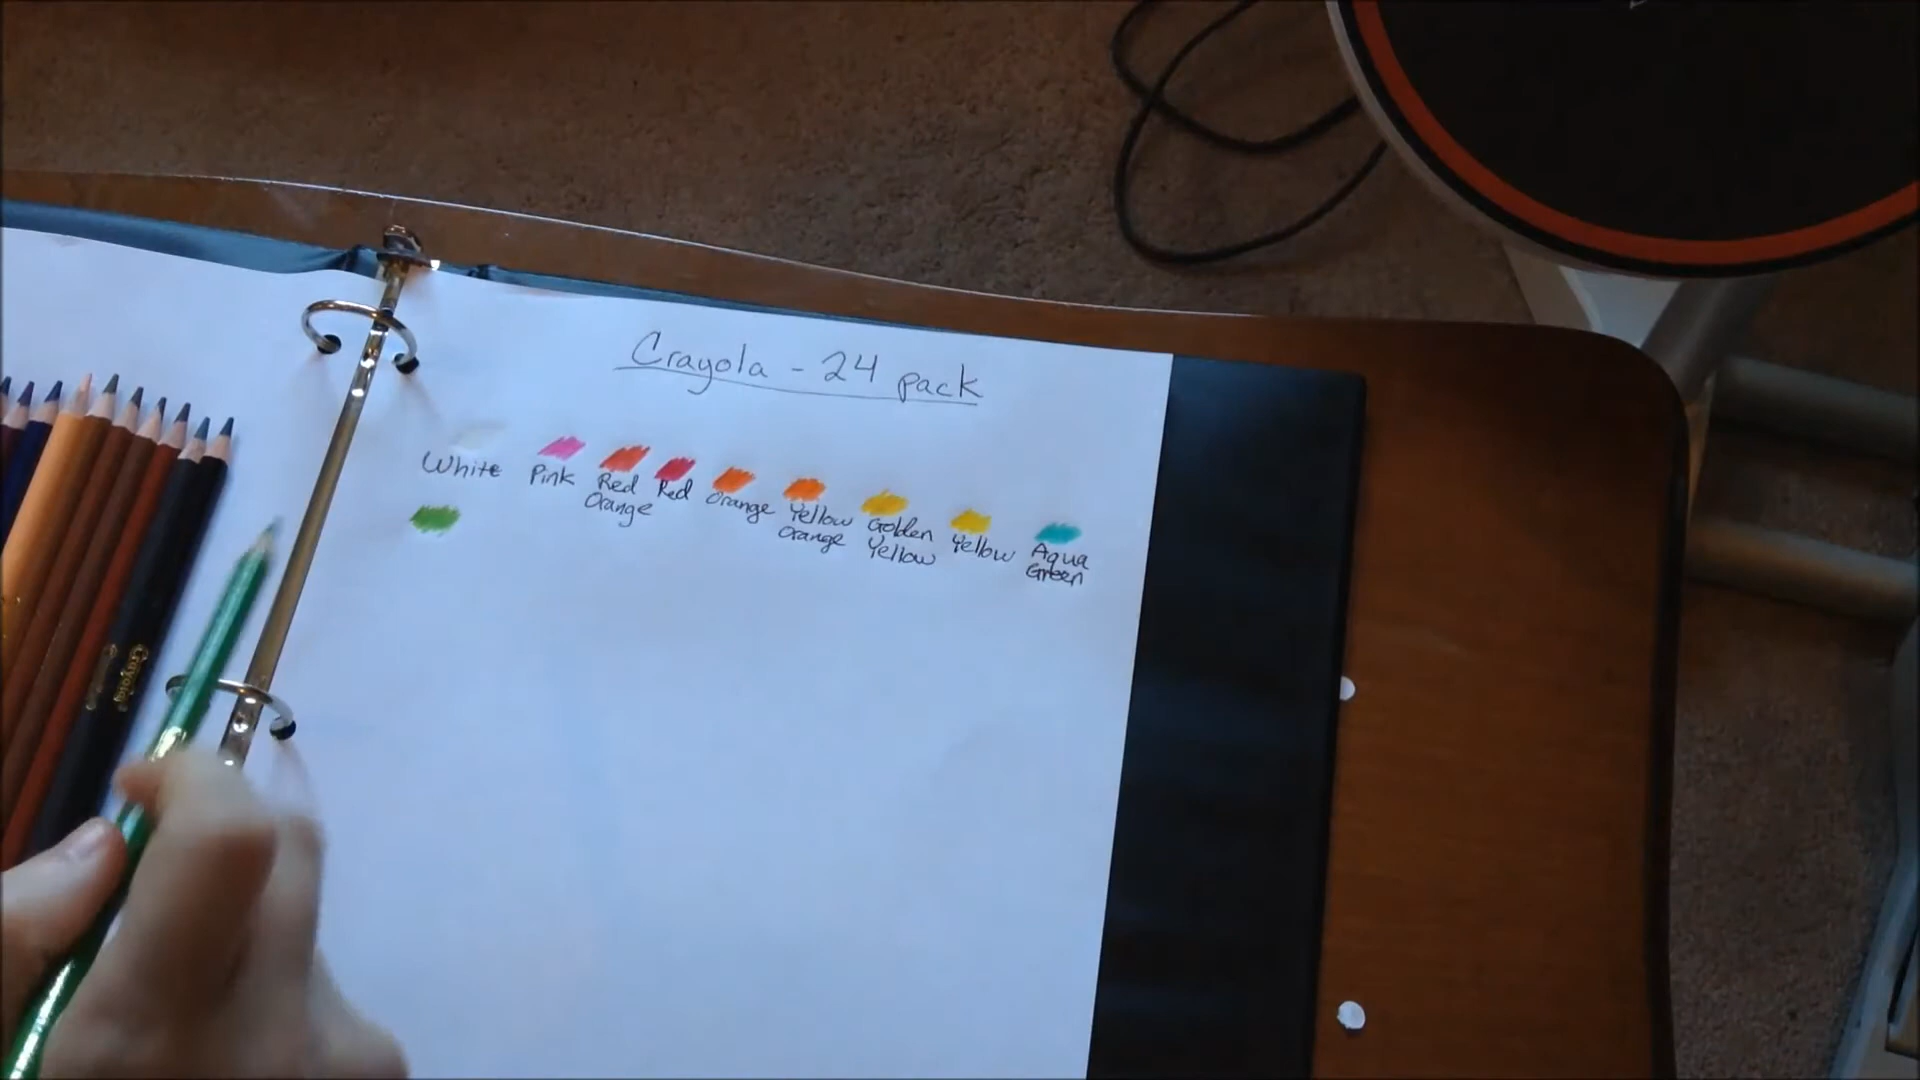 Crayola - 24 pack
White
Pink
Red
Orange
Red
Orange
Yellow
Orange
Golden
Yellow
Yellow
Aqua
Green
Crayola